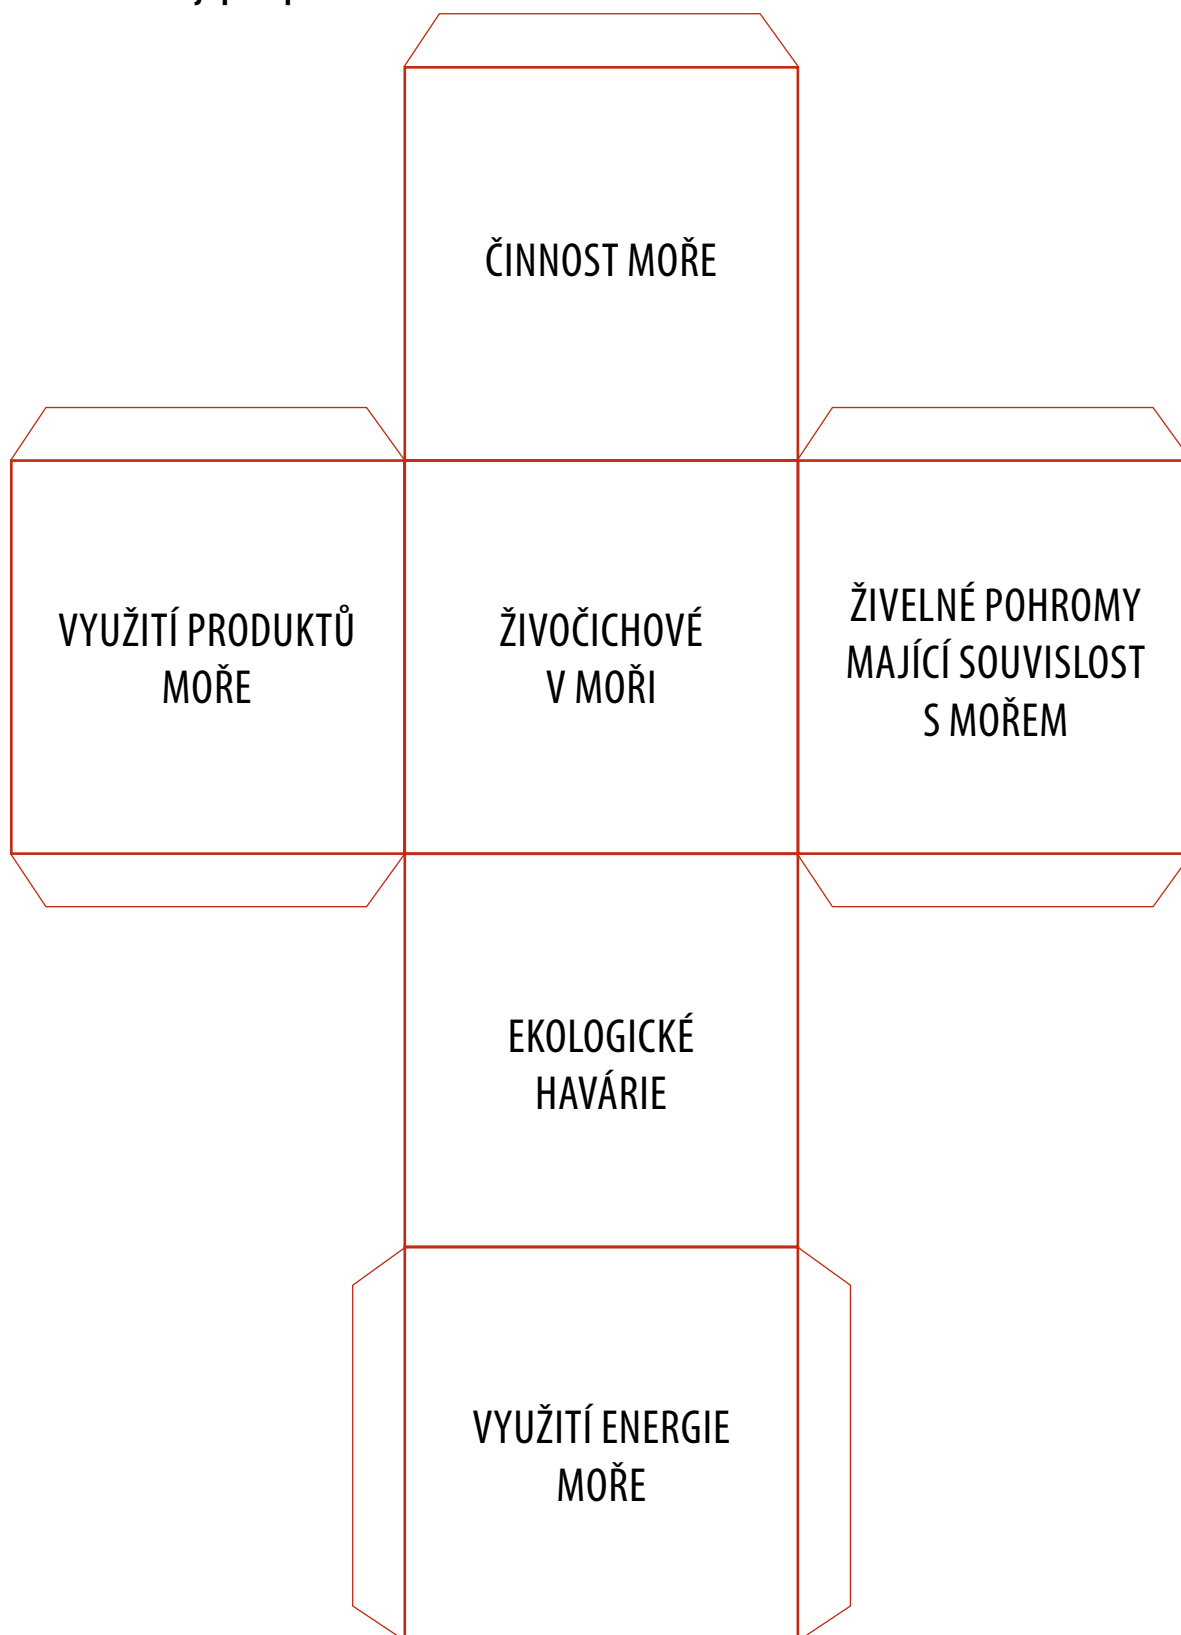 ČINNOST MOŘE
VYUŽITÍ PRODUKTŮ
MOŘE
ŽIVOČICHOVÉ
V MOŘI
ŽIVELNÉ POHROMY
MAJÍCÍ SOUVISLOST
S MOŘEM
EKOLOGICKÉ
HAVÁRIE
VYUŽITÍ ENERGIE
MOŘE